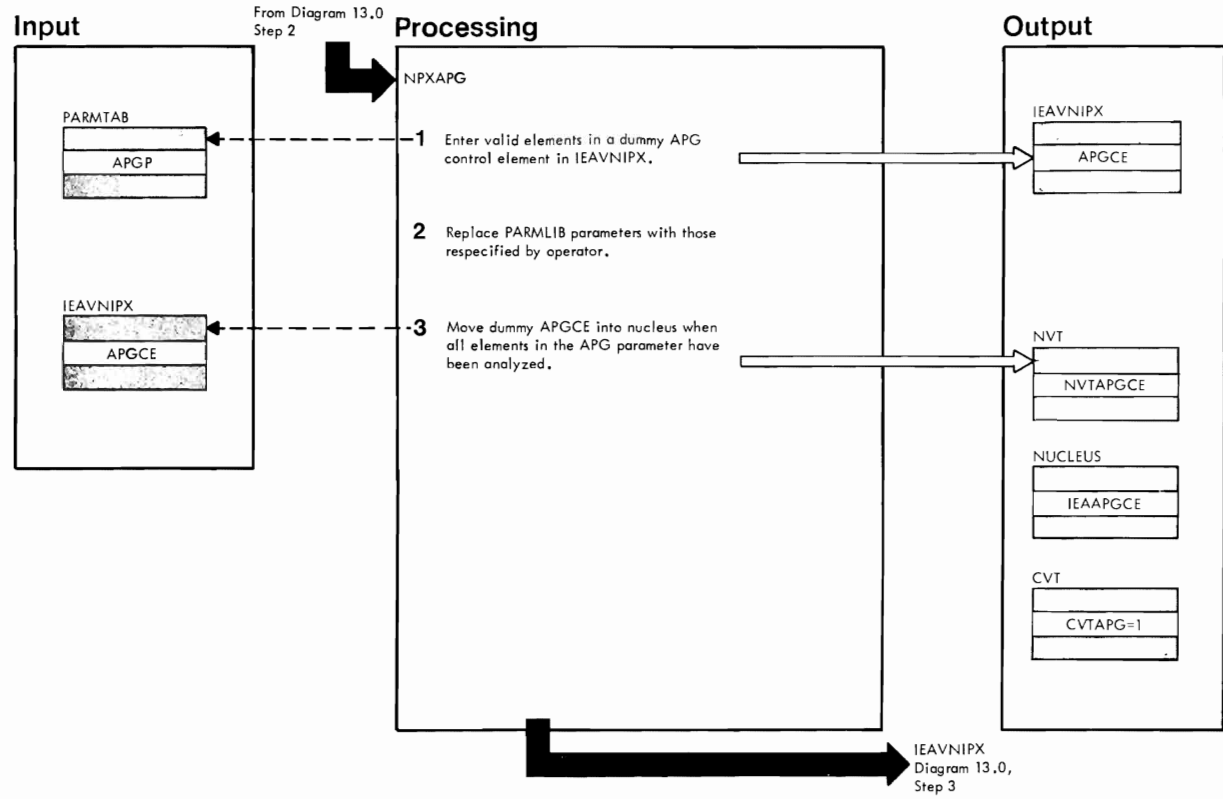 Input
From Diagram 13.0
Step 2
Processing
Output
NPXAPG
PARMTAB
APGP
1 Enter valid elements in a dummy APG
control element in IEAVNIPX.
IEAVNIPX
APGCE
2 Replace PARMLIB parameters with those
respecified by operator.
IEAVNIPX
APGCE
3 Move dummy APGCE into nucleus when
all elements in the APG parameter have
been analyzed.
NVT
NVTAPGCE
NUCLEUS
IEAAPGCE
CVT
CVTAPG=1
IEAVNIPX
Diagram 13.0,
Step 3